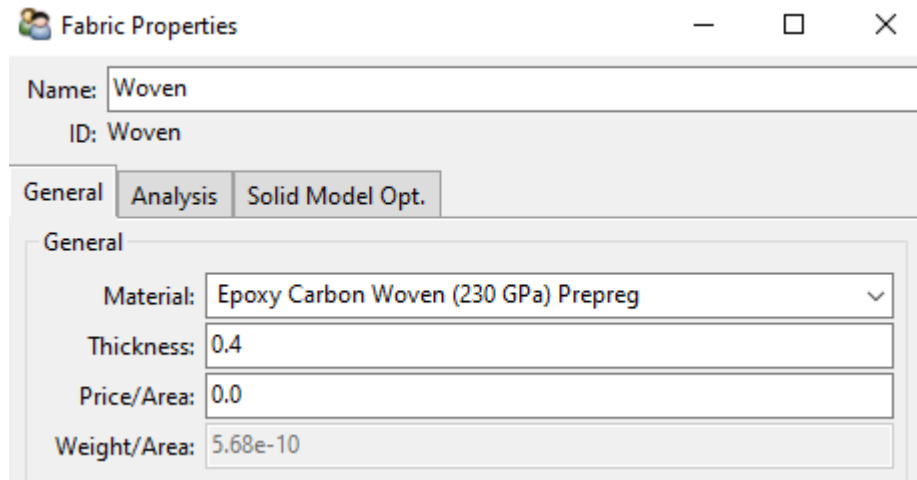 Fabric Properties
Name: Woven
ID: Woven
General Analysis Solid Model Opt.
General
Material: Epoxy Carbon Woven (230 GPa) Prepreg
Thickness: 0.4
Price/Area: 0.0
Weight/Area: 5.68e-10